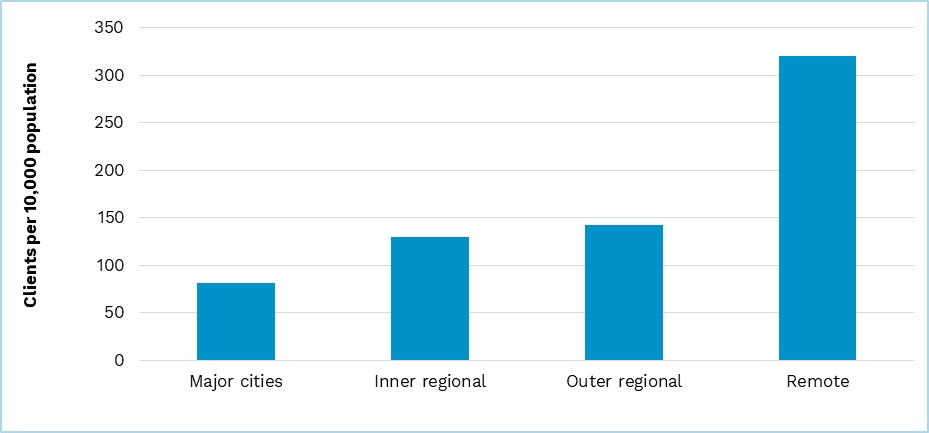 350
300
250
200
150
100
50
0
Clients per 10,000 population
Major cities
Inner regional
Outer regional
Remote